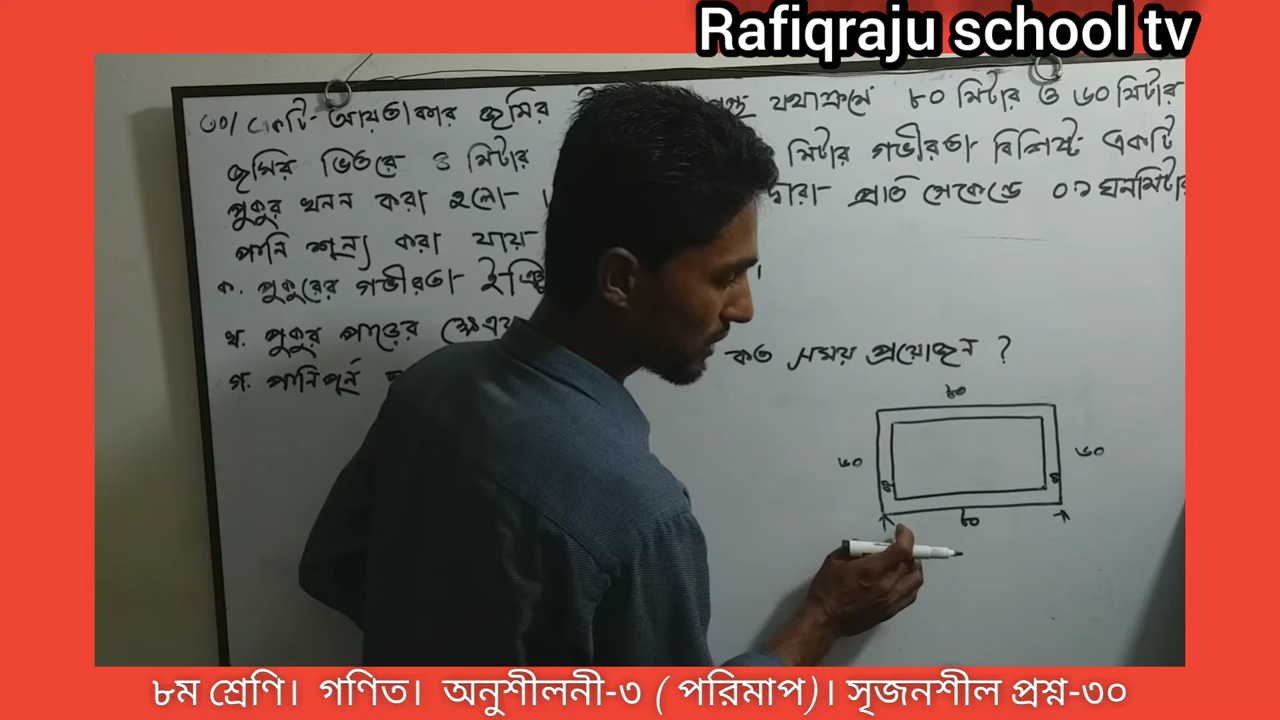 Rafiqraju school tv
৩০/ একটি আয়তাকার জমির যথাক্রমে ৮০ মিটার ও ৬০ মিটার
জমির ভিতরে ৪ মিটার মিটার গভীরতা বিশিষ্ট একটি
পুকুর খনন করা হলো। দ্বারা প্রতি সেকেন্ডে ০.১ ঘনমিটার
পানি শূন্য করা যায়
ক. পুকুরের গভীরতা
খ. পুকুর পাড়ের
গ. পানিপূর্ন কত সময় প্রয়োজন ?
৮০
৬০ ৬০
৪ ৪
৮০
৮ম শ্রেণি। গণিত। অনুশীলনী-৩ ( পরিমাপ)। সৃজনশীল প্রশ্ন-৩০